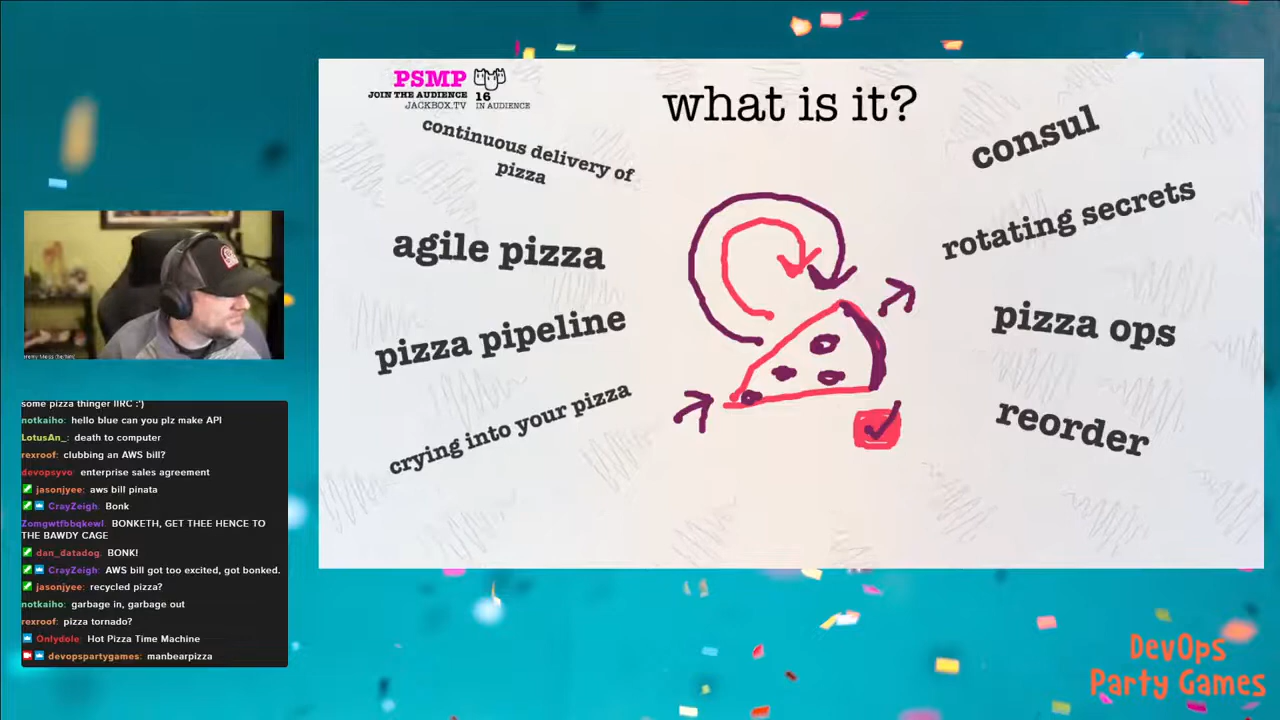 PSMP
JOIN THE AUDIENCE
JACKBOX.TV
16
IN AUDIENCE
what is it?
continuous delivery of
pizza
agile pizza
pizza pipeline
crying into your pizza
consul
rotating secrets
pizza ops
reorder
some pizza thinger IIRC :')
notkaiho: hello blue can you plz make API
LotusAn_: death to computer
rexroof: clubbing an AWS bill?
devopsyvo: enterprise sales agreement
jasonjyee: aws bill pinata
CrayZeigh: Bonk
Zomgwtfbbqkewl: BONKETH, GET THEE HENCE TO
THE BAWDY CAGE
dan_datadog: BONK!
CrayZeigh: AWS bill got too excited, got bonked.
jasonjyee: recycled pizza?
notkaiho: garbage in, garbage out
rexroof: pizza tornado?
Onlydole: Hot Pizza Time Machine
devopspartygames: manbearpizza
DevOps
Party Games